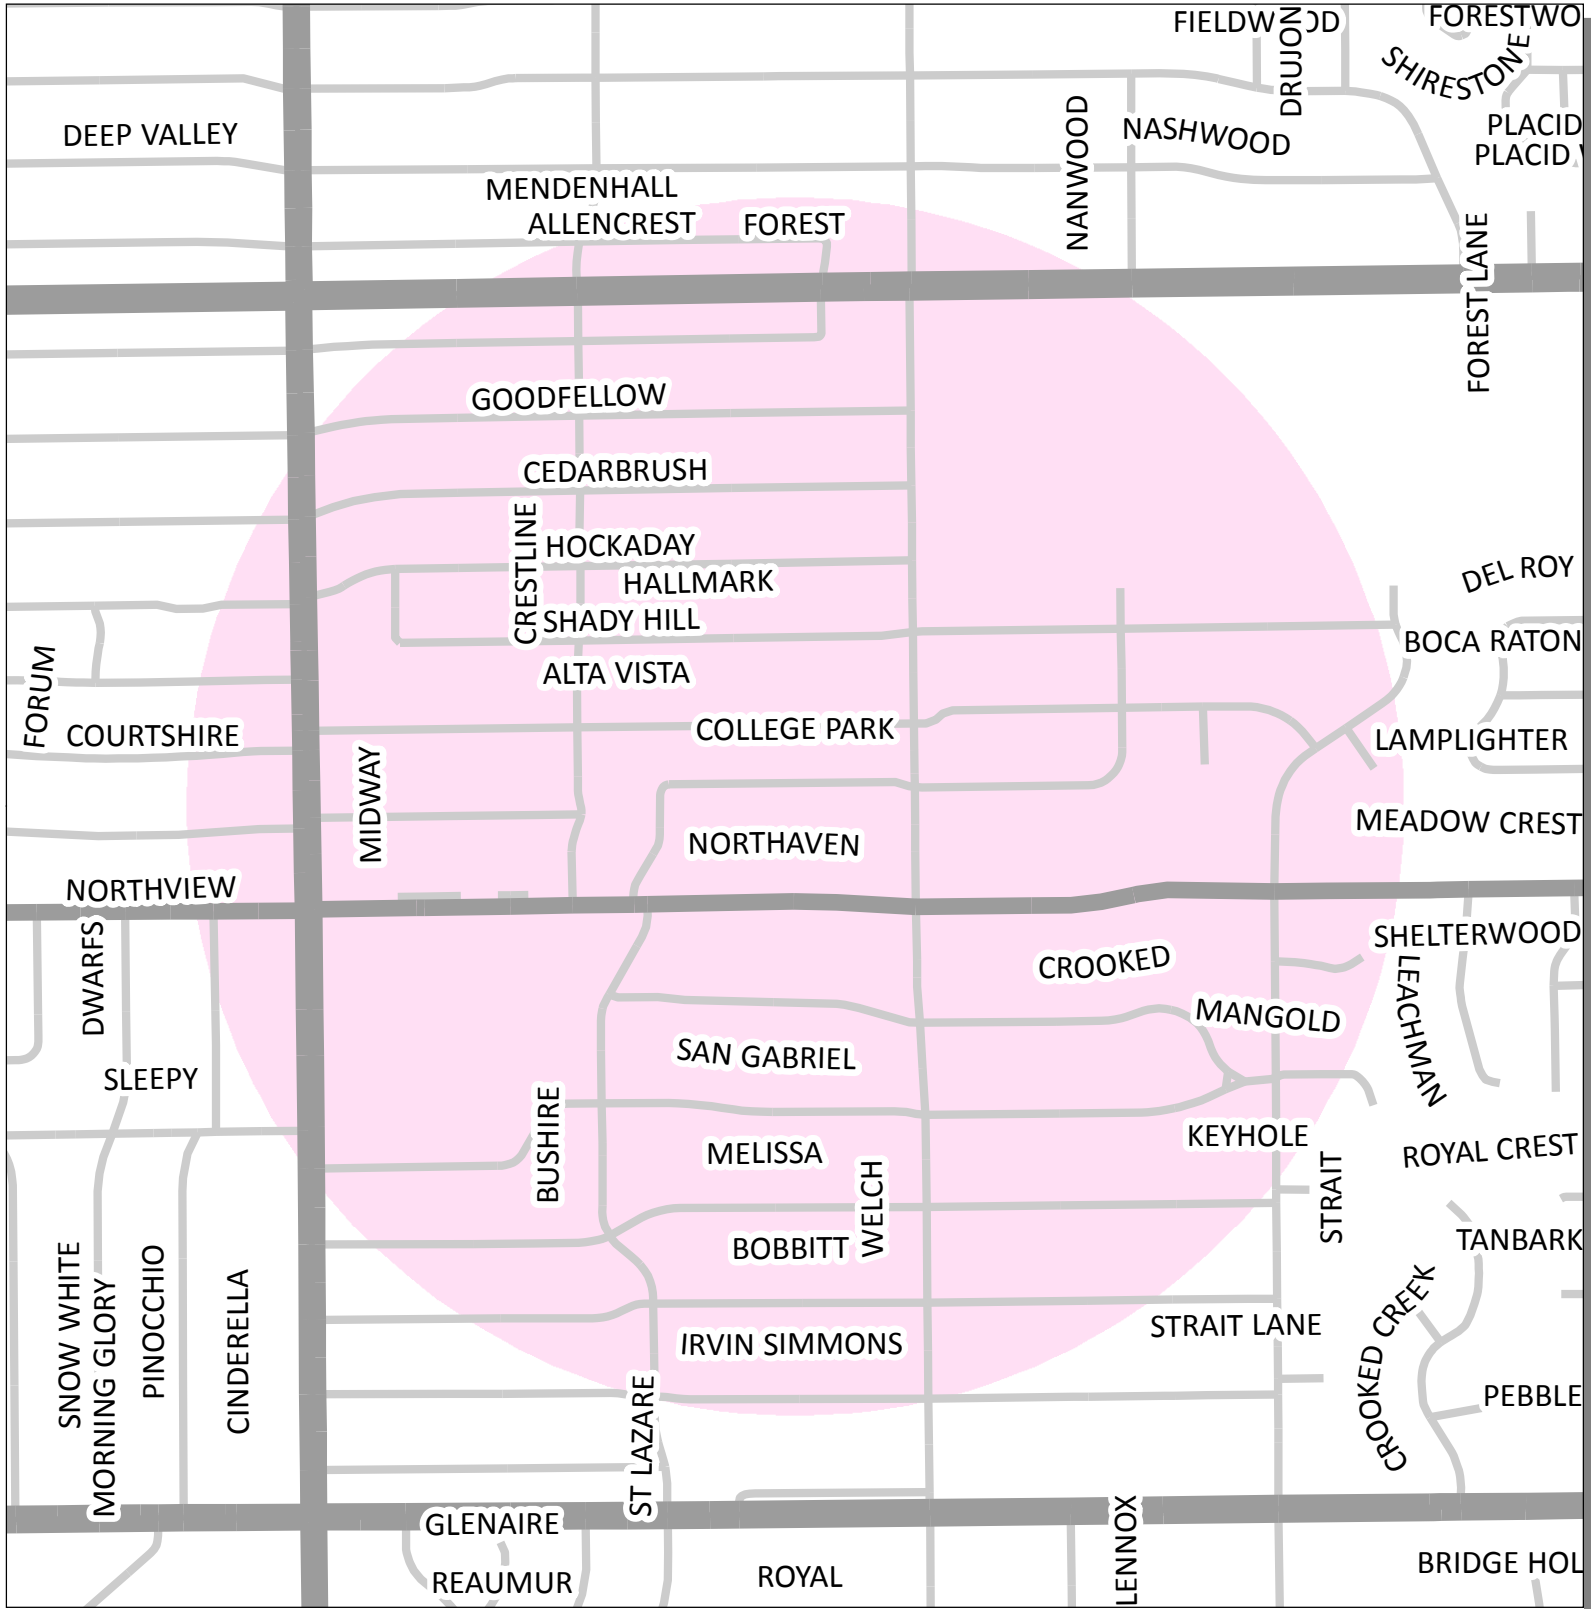 FORESTWO
DRUJON
SHIRESTONE
PLACID
DEEP VALLEY
NASHWOOD
PLACID
NANWOOD
MENDENHALL
ALLENCREST
FOREST
FOREST LANE
GOODFELLOW
CEDARBRUSH
CRESTLINE
HOCKADAY
HALLMARK
DEL ROY
SHADY HILL
BOCA RATON
FORUM
ALTA VISTA
COURTSHIRE
COLLEGE PARK
LAMPLIGHTER
MIDWAY
MEADOW CREST
NORTHAVEN
NORTHVIEW
DWARFS
SHELTERWOOD
CROOKED
LEACHMAN
MANGOLD
SAN GABRIEL
SLEEPY
BUSHIRE
KEYHOLE
MELISSA
ROYAL CREST
WELCH
STRAIT
BOBBITT
TANBARK
SNOW WHITE
MORNING GLORY
PINOCCHIO
CINDERELLA
CROOKED CREEK
STRAIT LANE
IRVIN SIMMONS
PEBBLE
ST LAZARE
GLENAIRE
LENNOX
REAUMUR
ROYAL
BRIDGE HOL